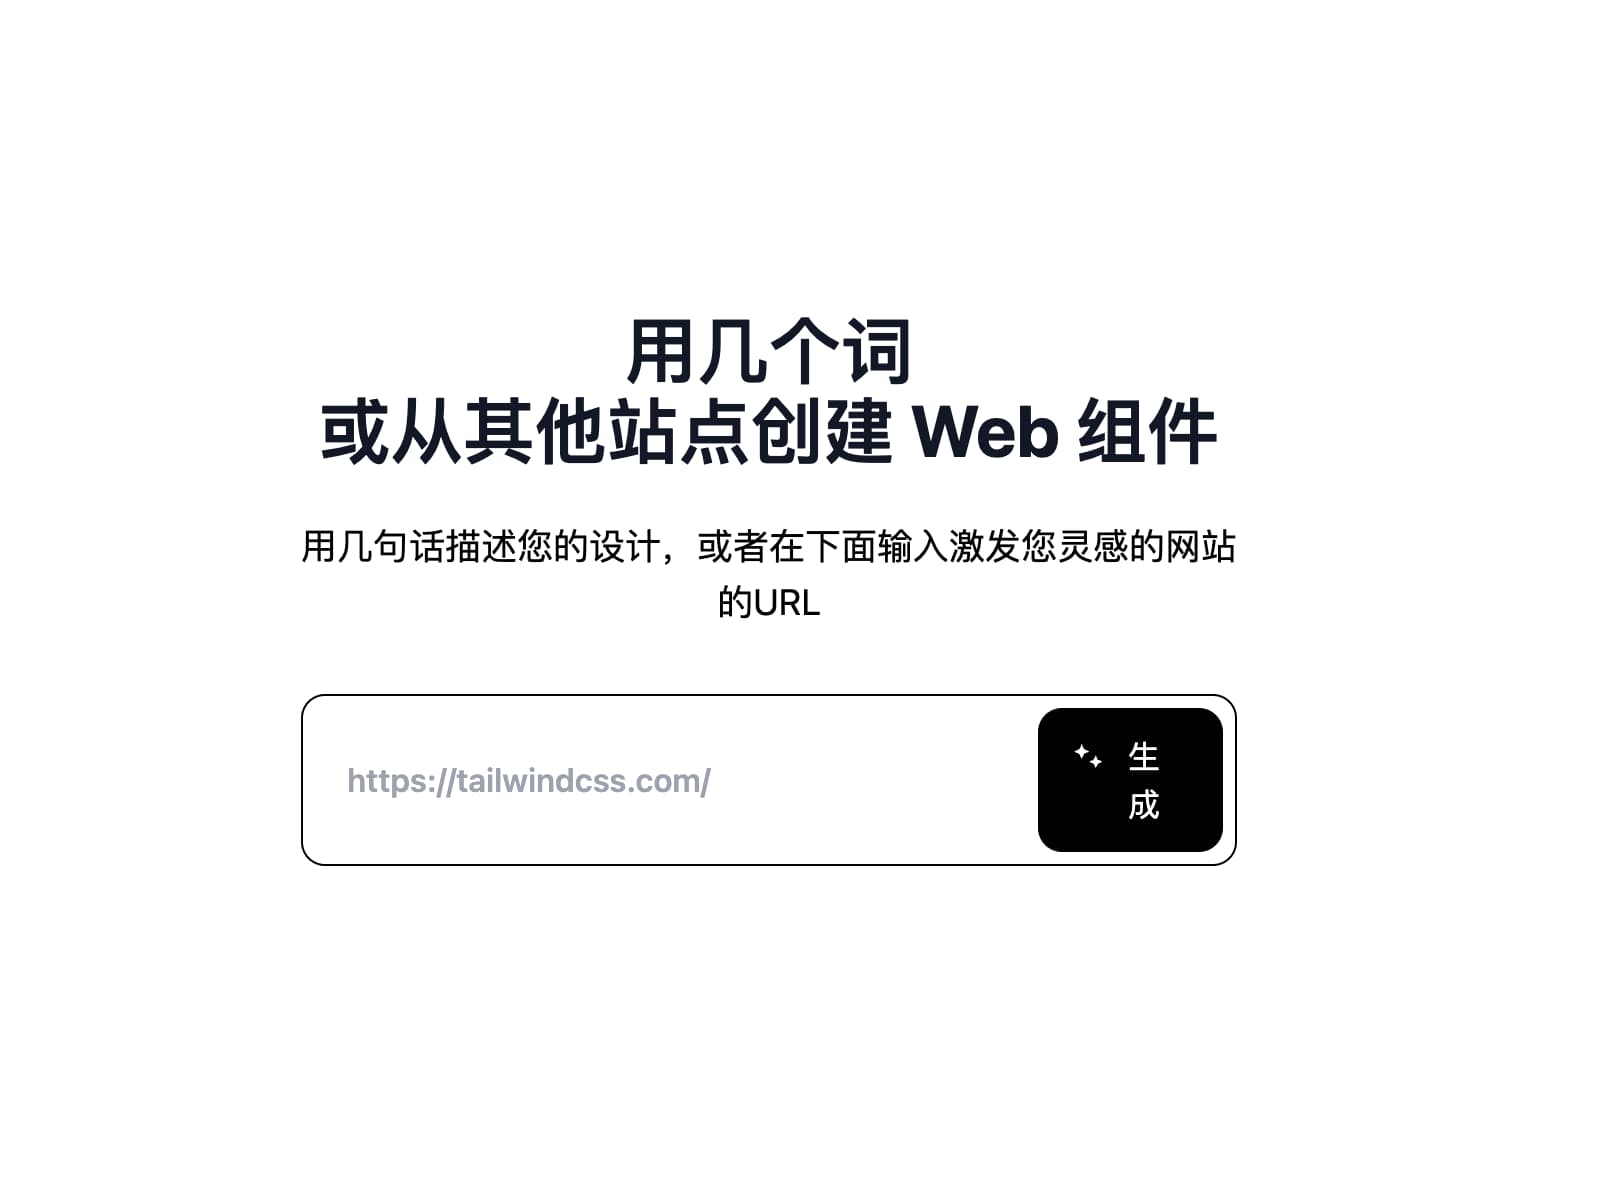 用几个词
或从其他站点创建 Web 组件
用几句话描述您的设计，或者在下面输入激发您灵感的网站
的URL
https://tailwindcss.com/
生
成